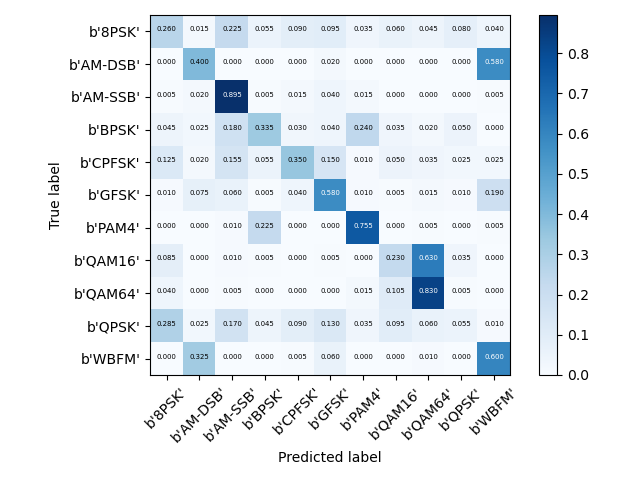 b'8PSK' 0.260 0.015 0.225 0.055 0.090 0.095 0.035 0.060 0.045 0.080 0.040
b'AM-DSB' 0.000 0.400 0.000 0.000 0.000 0.020 0.000 0.000 0.000 0.000 0.580
b'AM-SSB' 0.005 0.020 0.895 0.005 0.015 0.040 0.015 0.000 0.000 0.000 0.005
b'BPSK' 0.045 0.025 0.180 0.335 0.030 0.040 0.240 0.035 0.020 0.050 0.000
b'CPFSK' 0.125 0.020 0.155 0.055 0.350 0.150 0.010 0.050 0.035 0.025 0.025
b'GFSK' 0.010 0.075 0.060 0.005 0.040 0.580 0.010 0.005 0.015 0.010 0.190
b'PAM4' 0.000 0.000 0.010 0.225 0.000 0.000 0.755 0.000 0.005 0.000 0.005
b'QAM16' 0.085 0.000 0.010 0.005 0.000 0.005 0.000 0.230 0.630 0.035 0.000
b'QAM64' 0.040 0.000 0.005 0.000 0.000 0.000 0.015 0.105 0.830 0.005 0.000
b'QPSK' 0.285 0.025 0.170 0.045 0.090 0.130 0.035 0.095 0.060 0.055 0.010
b'WBFM' 0.000 0.325 0.000 0.000 0.005 0.060 0.000 0.000 0.010 0.000 0.600
True label
b'8PSK' b'AM-DSB' b'AM-SSB' b'BPSK' b'CPFSK' b'GFSK' b'PAM4' b'QAM16' b'QAM64' b'QPSK' b'WBFM'
Predicted label
0.8
0.7
0.6
0.5
0.4
0.3
0.2
0.1
0.0